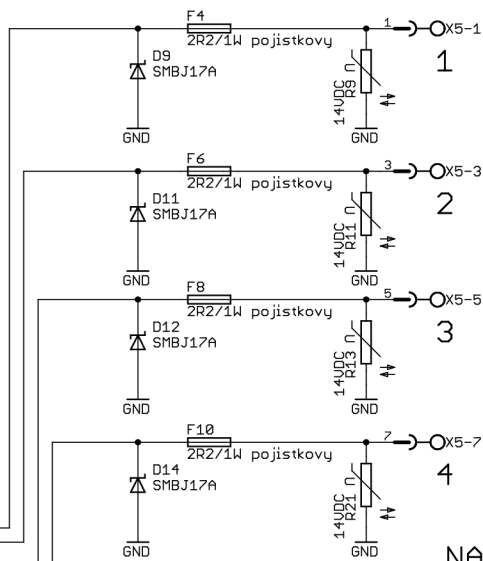 F4
2R2/1W pojistkovy
1
X5-1
1
D9
SMBJ17A
14VDC
R9
GND
GND
F6
2R2/1W pojistkovy
3
X5-3
2
D11
SMBJ17A
14VDC
R11
GND
GND
F8
2R2/1W pojistkovy
5
X5-5
3
D12
SMBJ17A
14VDC
R13
GND
GND
F10
2R2/1W pojistkovy
7
X5-7
4
D14
SMBJ17A
14VDC
R21
GND
GND